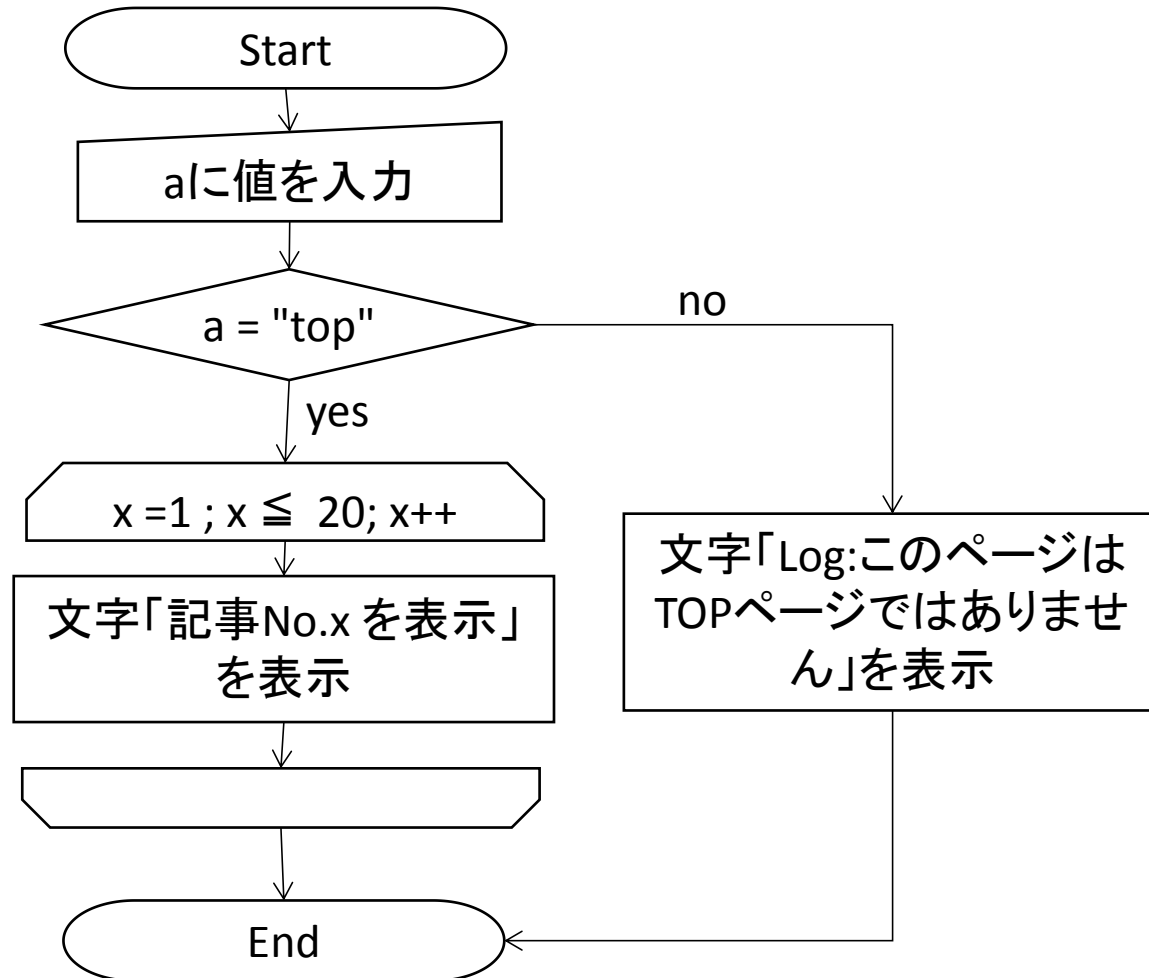 Start
aに値を入力
a = "top"
no
yes
x =1 ; x ≦ 20; x++
文字「記事No.x を表示」
を表示
文字「Log:このページは
TOPページではありませ
ん」を表示
End